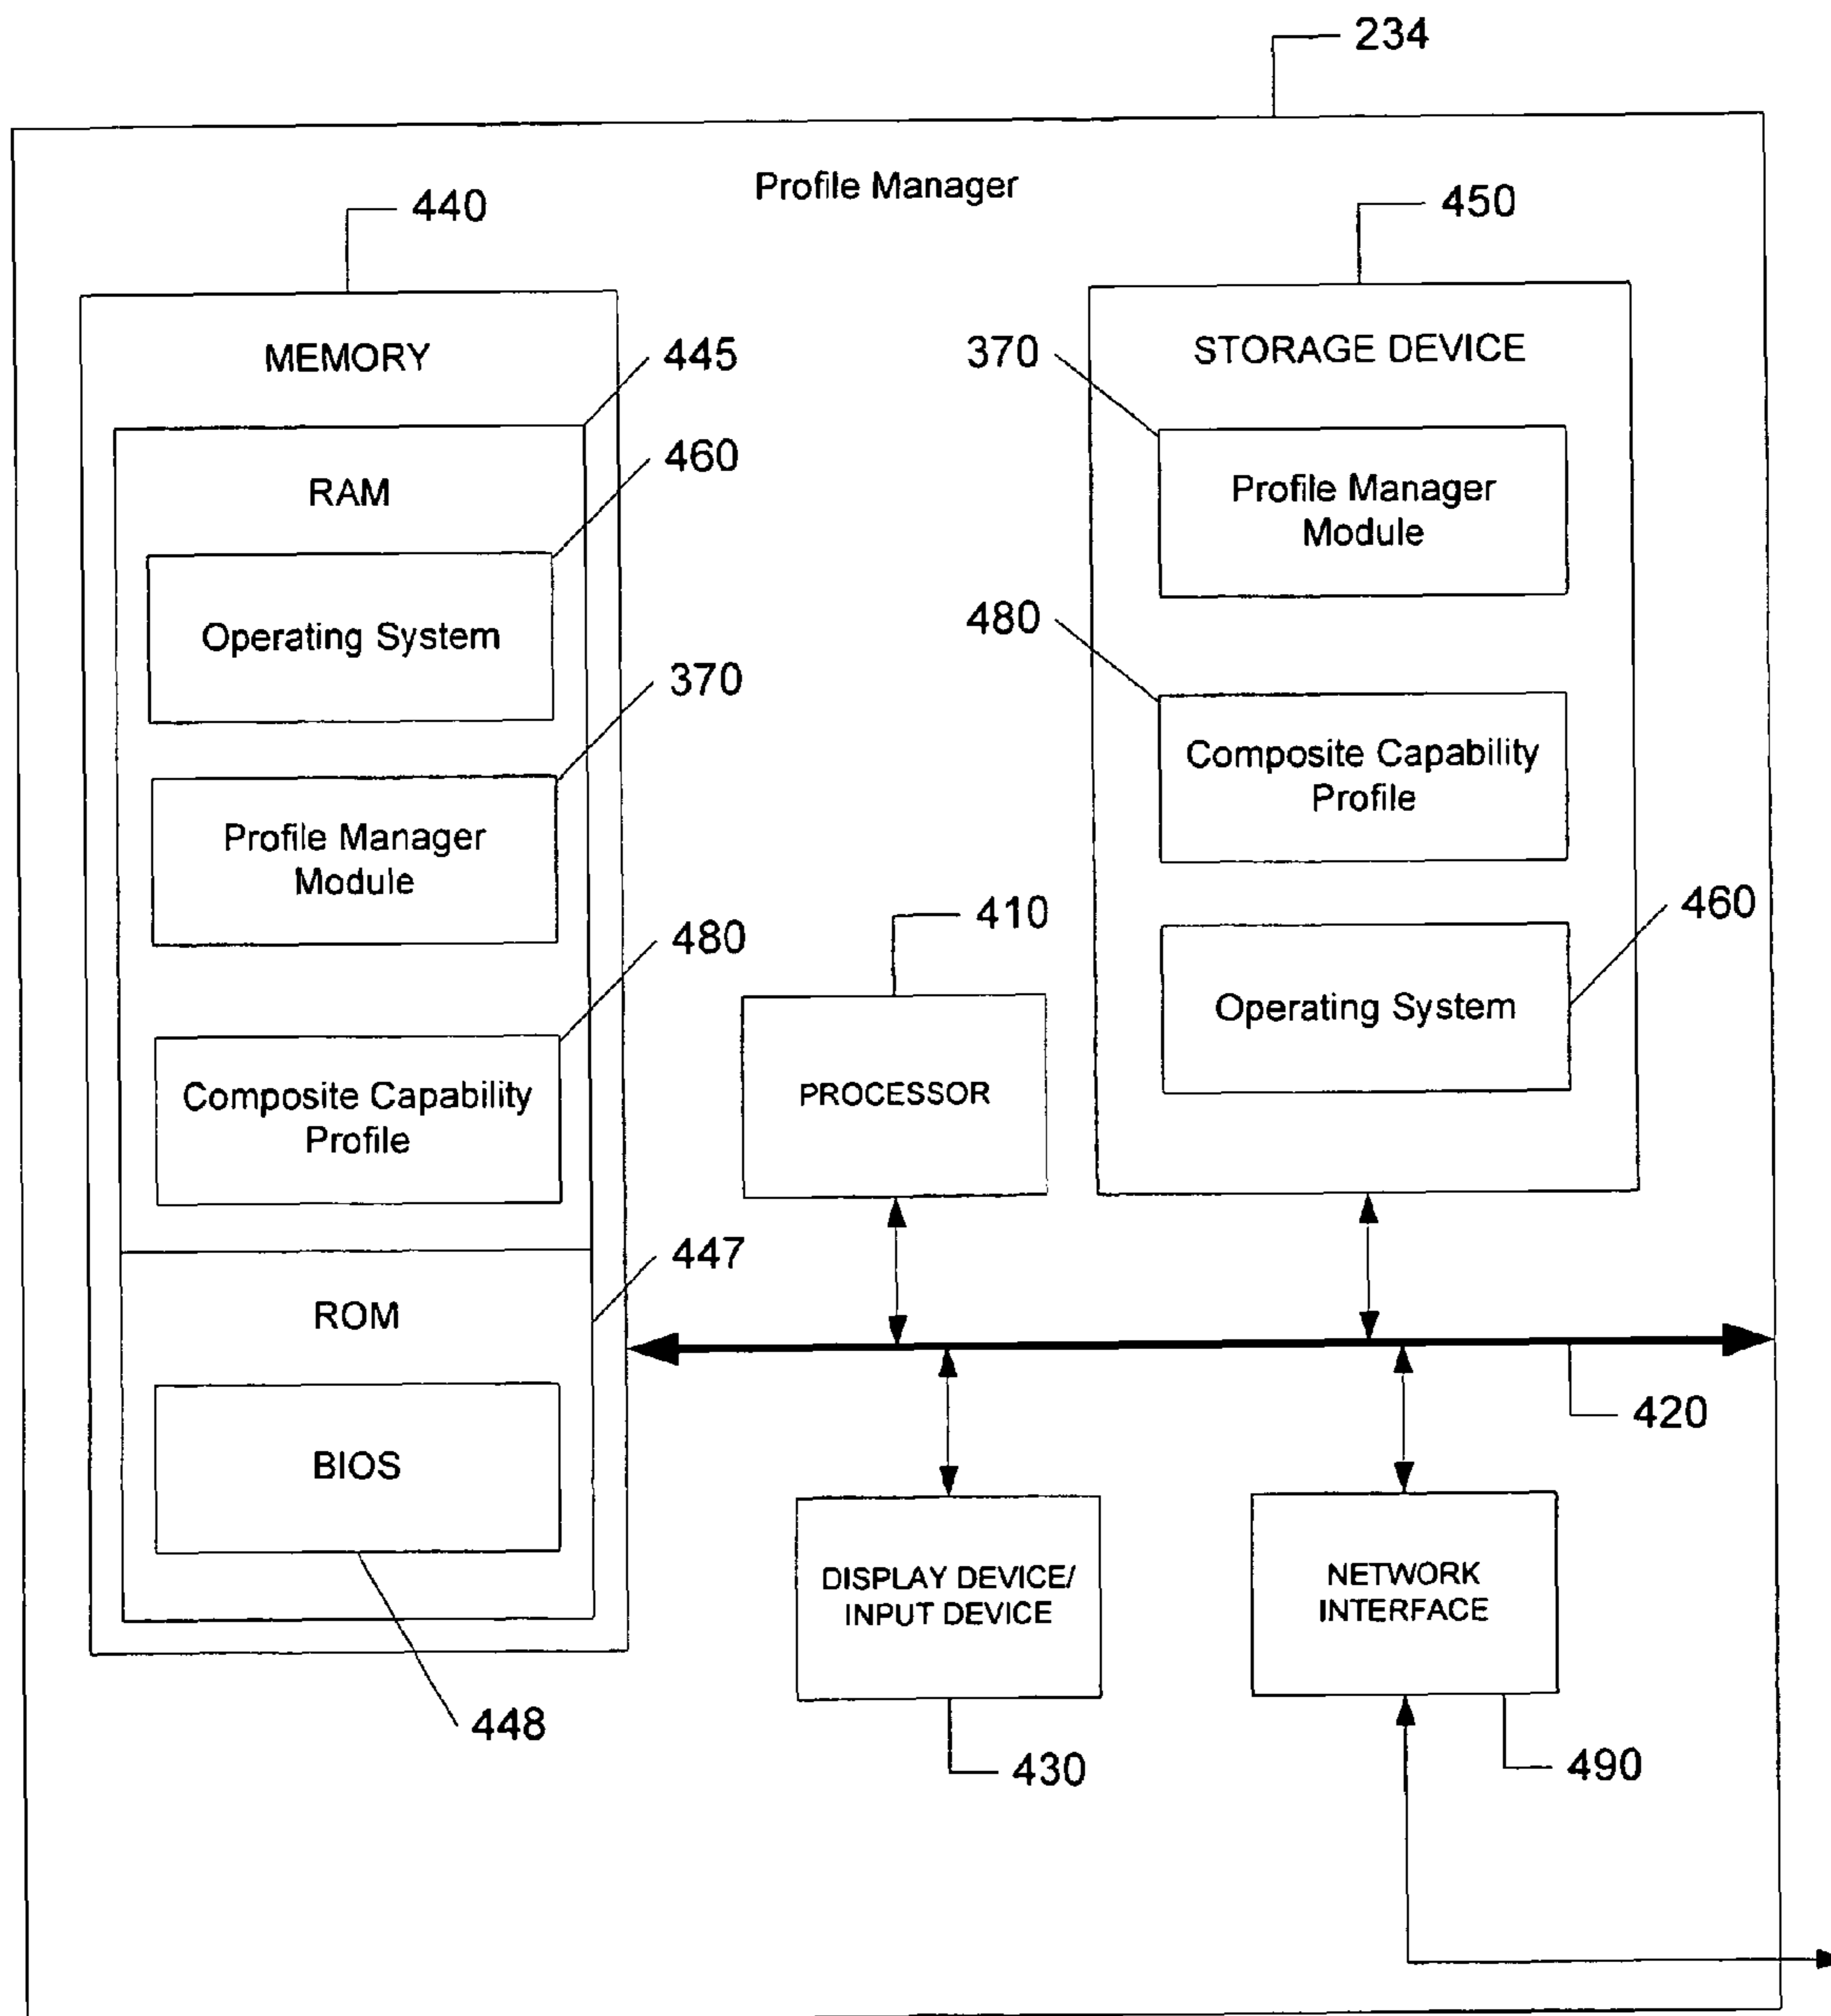 234
Profile Manager
440
450
MEMORY
445
370
STORAGE DEVICE
460
RAM
Profile Manager
Module
Operating System
480
370
Composite Capability
Profile
Profile Manager
Module
410
460
480
Operating System
PROCESSOR
Composite Capability
Profile
447
ROM
420
BIOS
DISPLAY DEVICE/
INPUT DEVICE
NETWORK
INTERFACE
448
430
490